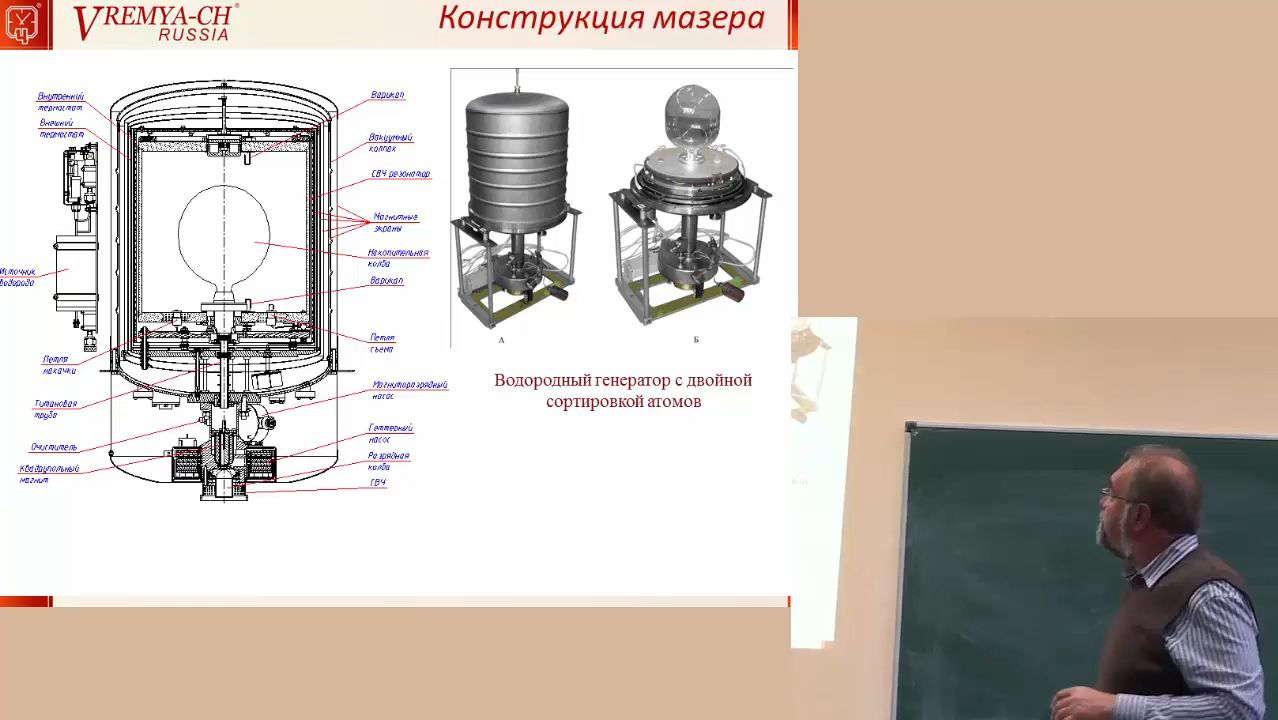 VREMYA-CH
RUSSIA
Конструкция мазера
Внутренний
термостат
Внешний
термостат
Источник
водорода
Петля
накачки
Титановая
труба
Очиститель
Квадрупольный
магнит
Варикап
Вакуумный
колпак
СВЧ резонатор
Магнитные
экраны
Накопительная
колба
Варикап
Петля
съема
Магниторазрядный
насос
Геттерный
насос
Разрядная
колба
ГВЧ
А
Б
Водородный генератор с двойной
сортировкой атомов